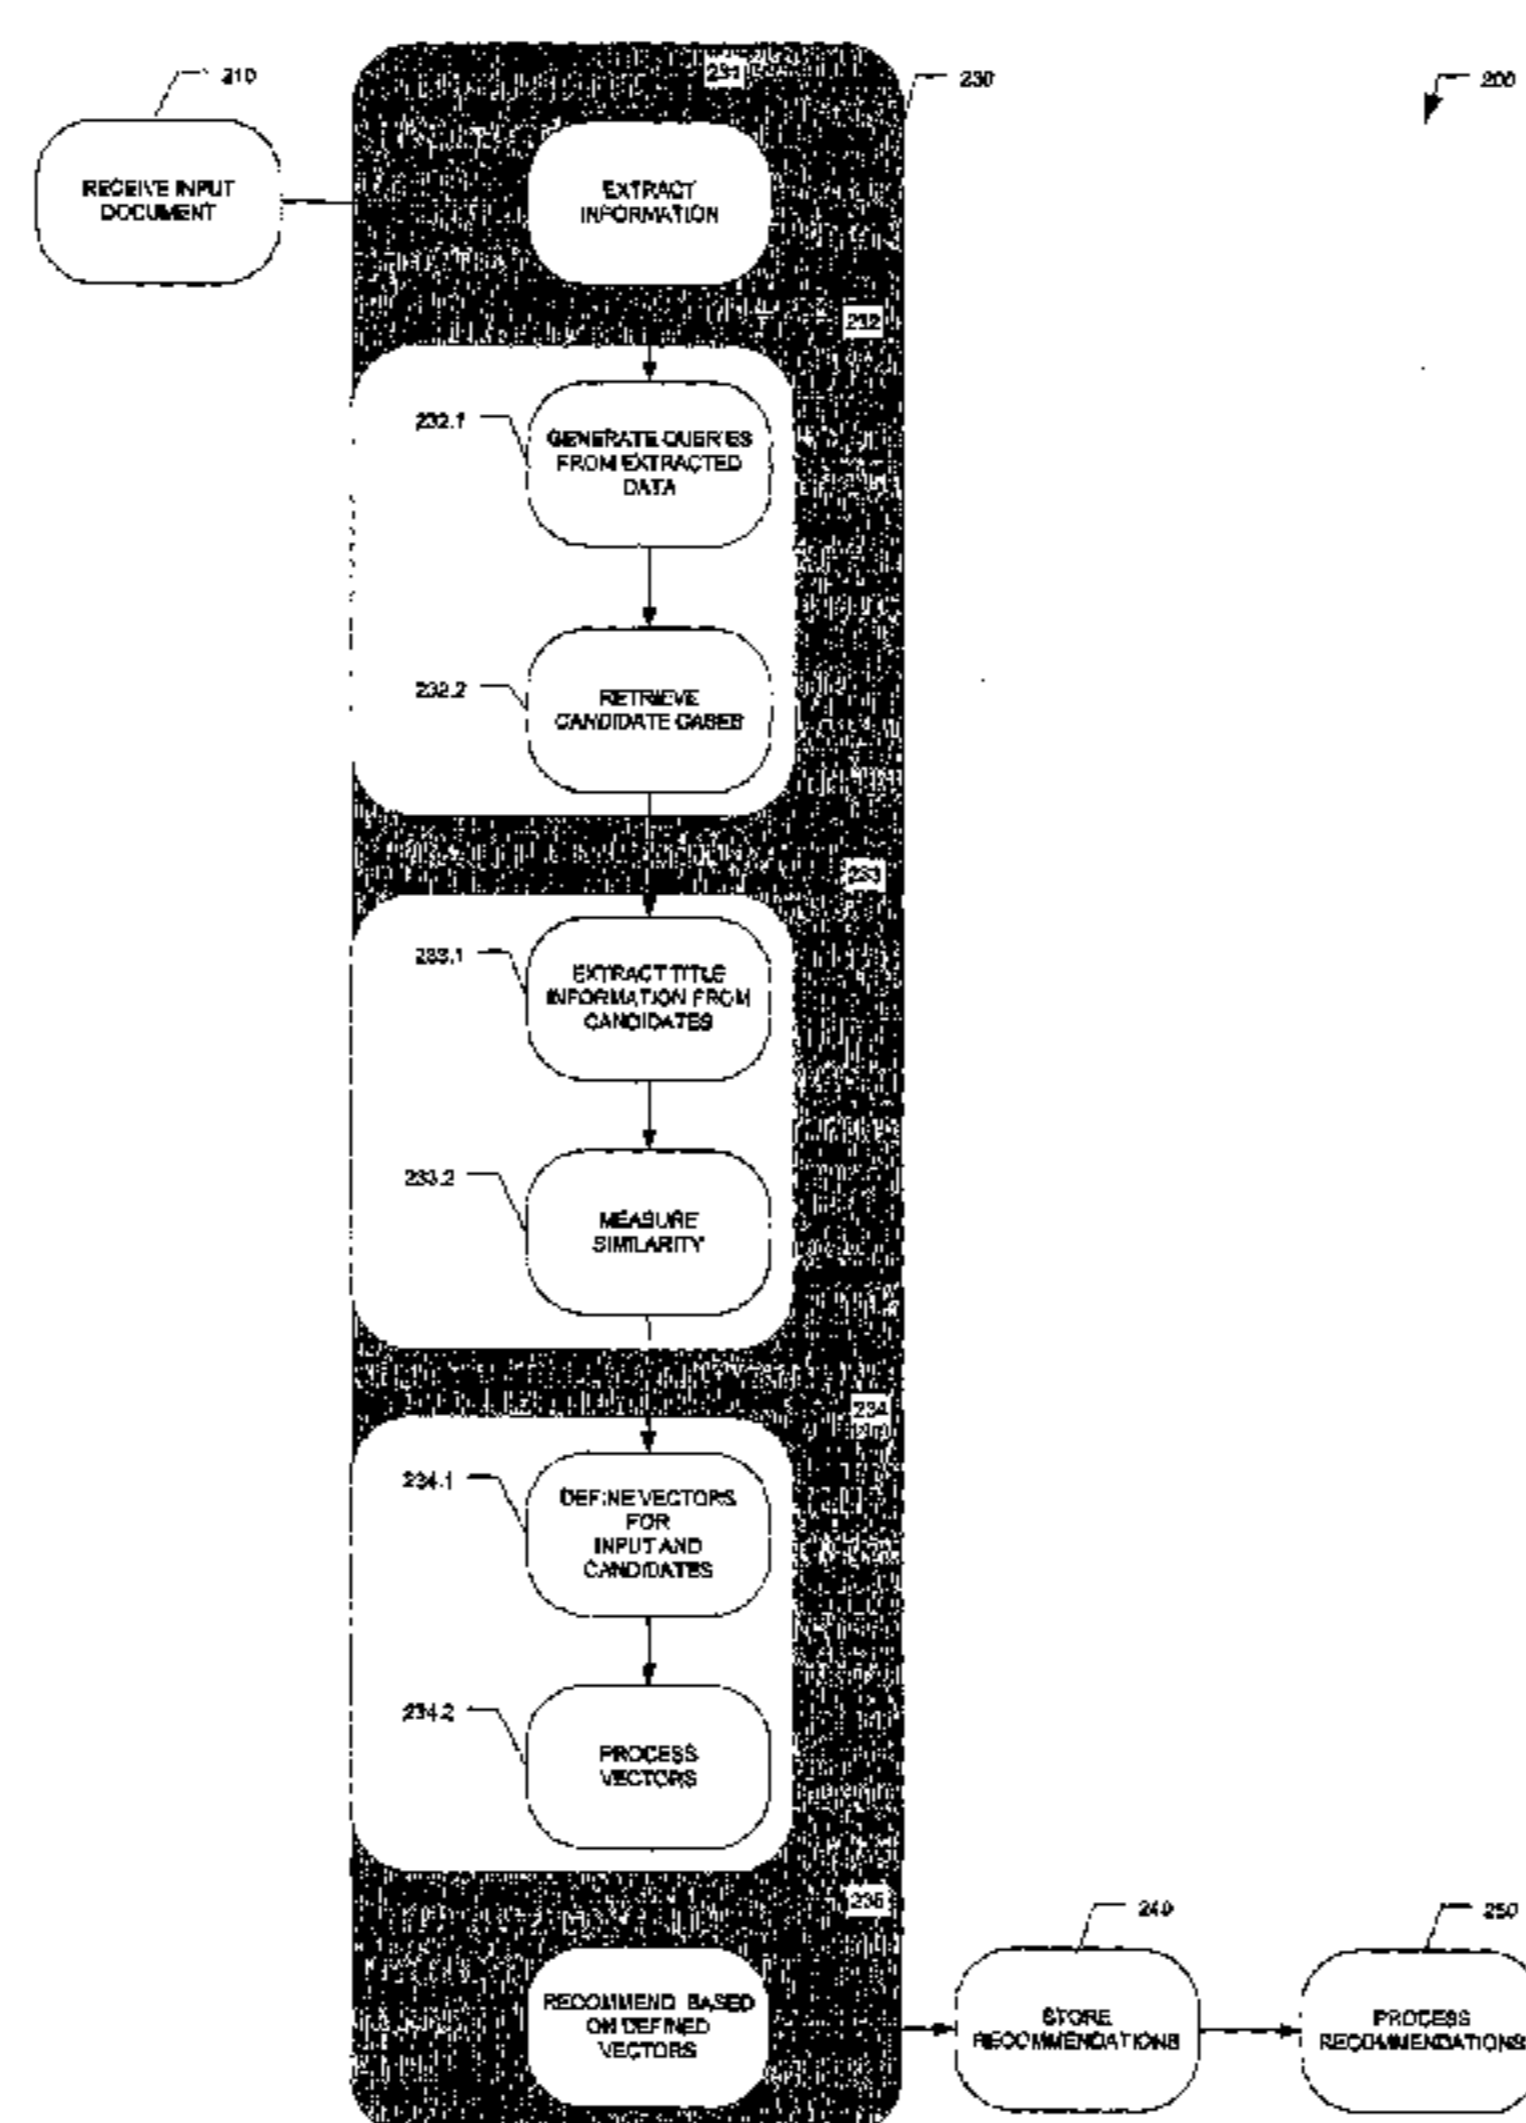 210
231
230
200
RECEIVE INPUT
DOCUMENT
EXTRACT
INFORMATION
232
232.1
GENERATE QUERIES
FROM EXTRACTED
DATA
232.2
RETRIEVE
CANDIDATE CASES
233
233.1
EXTRACT TITLE
INFORMATION FROM
CANDIDATES
233.2
MEASURE
SIMILARITY
234
234.1
DEFINE VECTORS
FOR
INPUT AND
CANDIDATES
234.2
PROCESS
VECTORS
235
240
250
RECOMMEND BASED
ON DEFINED
VECTORS
STORE
RECOMMENDATIONS
PROCESS
RECOMMENDATIONS